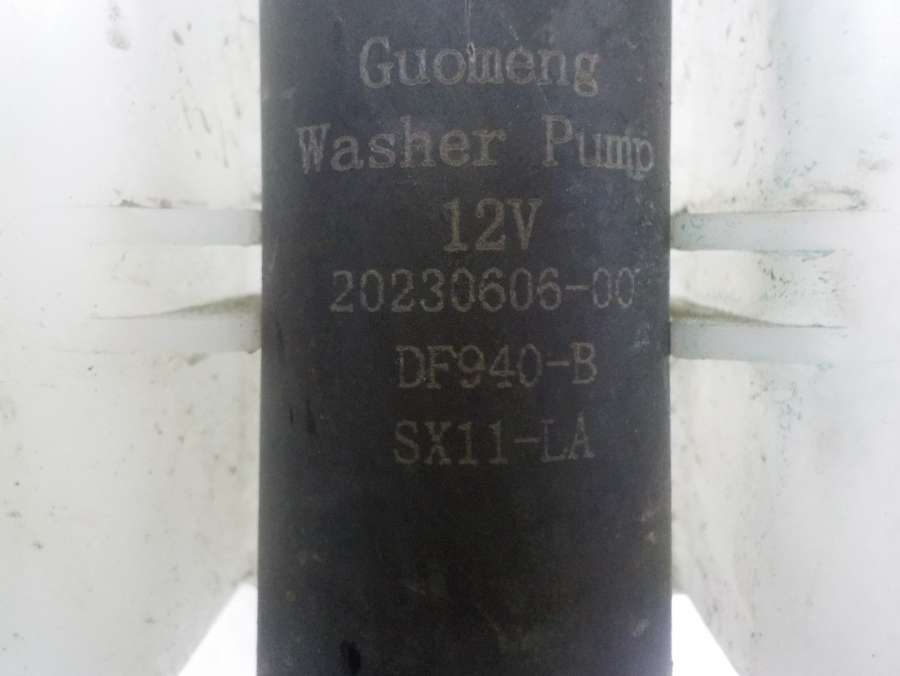 Guomeng
Washer Pump
12V
20230606-00
DF940-B
SX11-LA